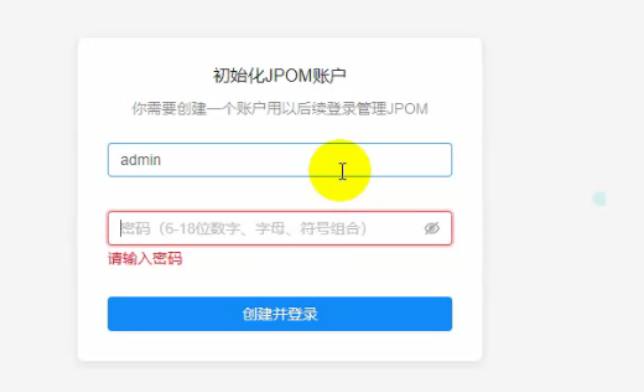 初始化JPOM账户
你需要创建一个账户用以后续登录管理JPOM
admin
密码（6-18位数字、字母、符号组合）
请输入密码
创建并登录